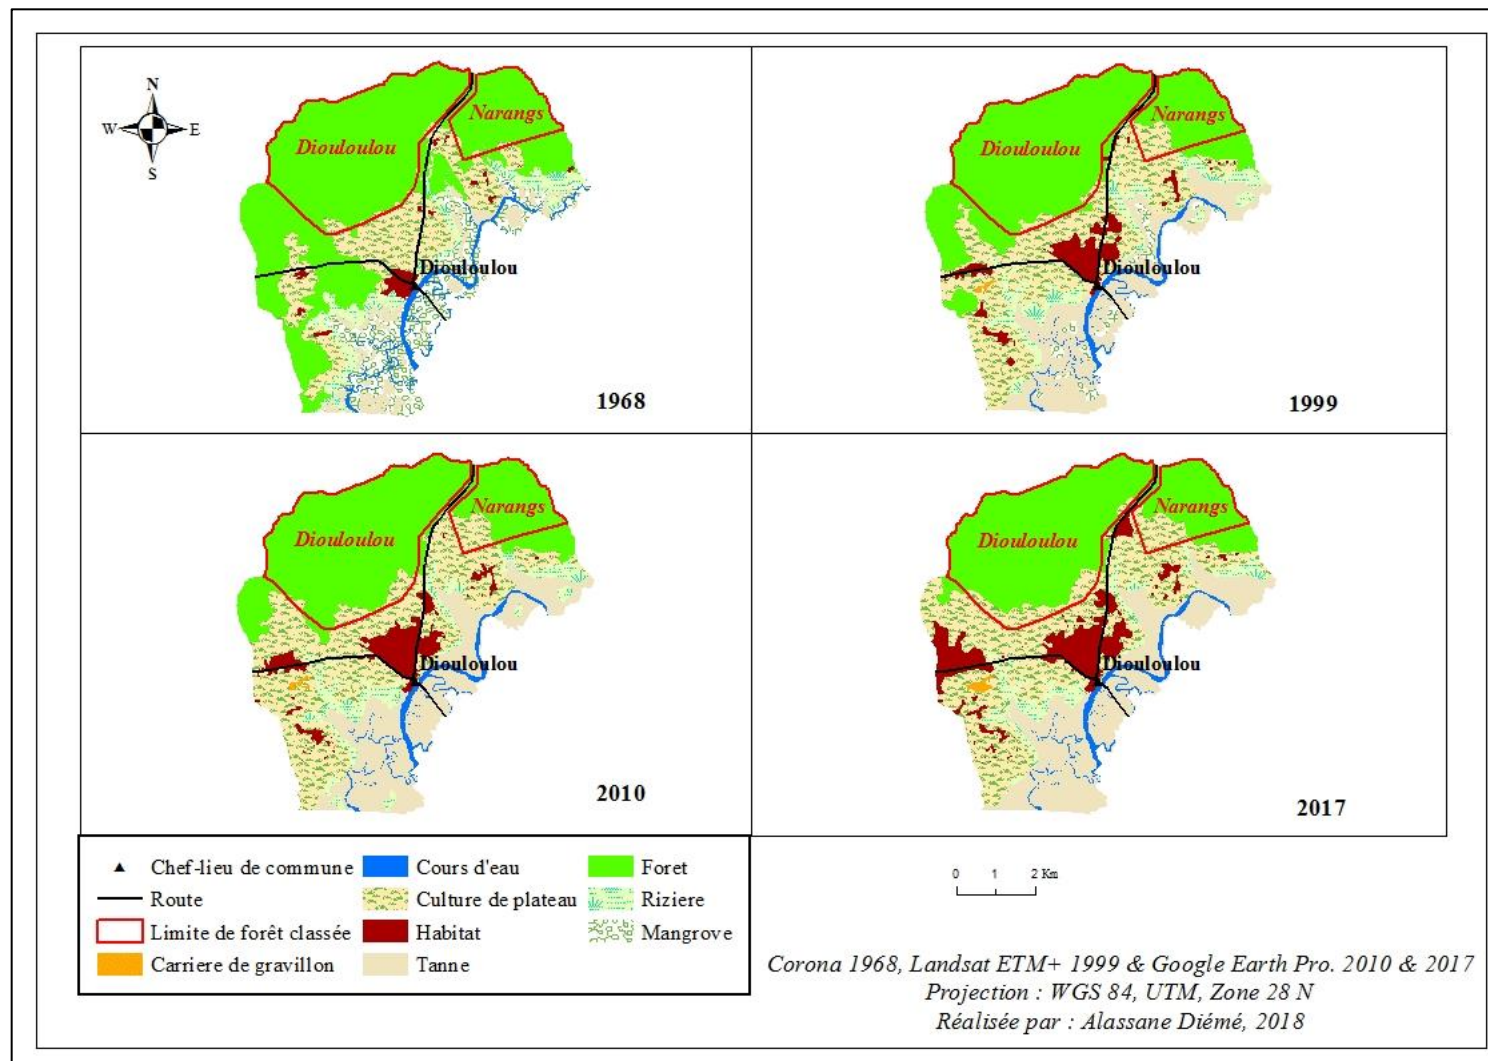 N
W E
S
Diouloulou
Narangs
Diouloulou
1968
Narangs
Diouloulou
Diouloulou
1999
Narangs
Diouloulou
Diouloulou
2010
Narangs
Diouloulou
Diouloulou
2017
Chef-lieu de commune
Route
Limite de forêt classée
Carriere de gravillon
Cours d'eau
Culture de plateau
Habitat
Tanne
Foret
Riziere
Mangrove
0 1 2 Km
Corona 1968, Landsat ETM+ 1999 & Google Earth Pro. 2010 & 2017
Projection : WGS 84, UTM, Zone 28 N
Réalisée par : Alassane Diémé, 2018